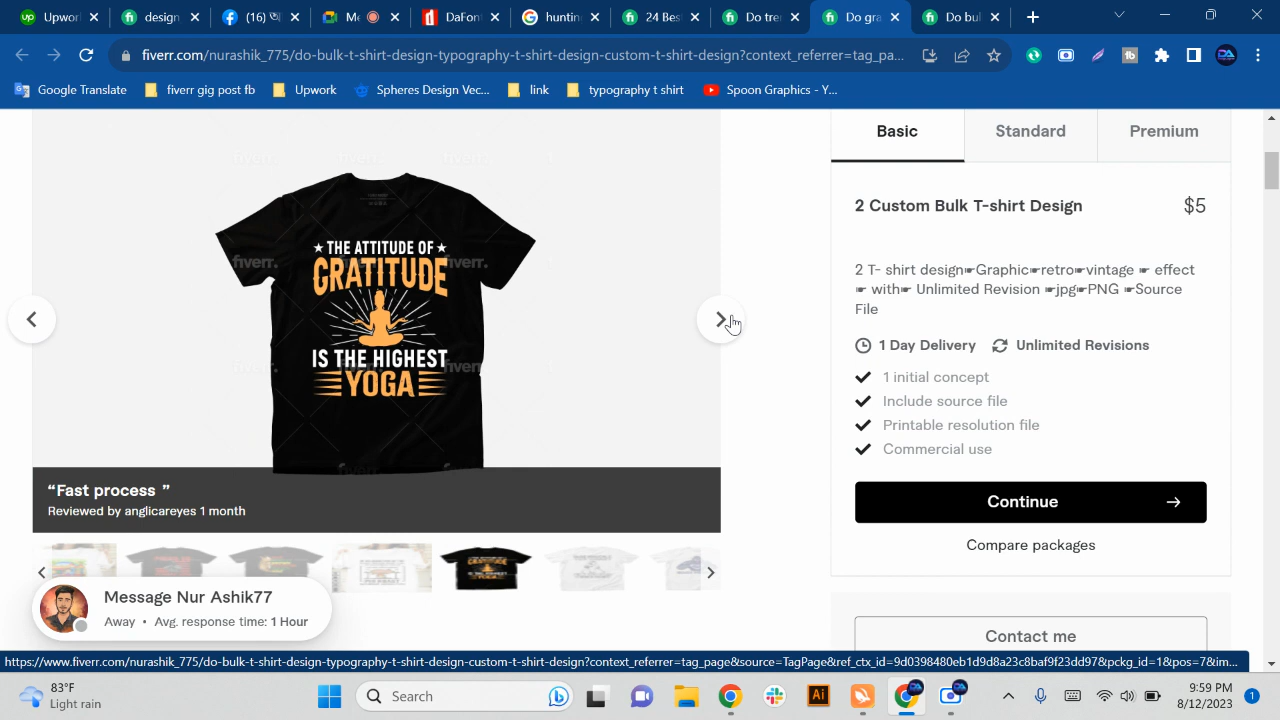 Upwor
design
(16)
Me
DaFon
huntin
24 Bes
Do tre
Do gra
Do bul
fiverr.com/nurashik_775/do-bulk-t-shirt-design-typography-t-shirt-design-custom-t-shirt-design?context_referrer=tag_pa...
Google Translate
fiverr gig post fb
Upwork
Spheres Design Vec...
link
typography t shirt
Spoon Graphics - Y...
Basic
Standard
Premium
2 Custom Bulk T-shirt Design
$5
2 T- shirt design☛Graphic☛retro☛vintage ☛ effect
☛ with☛ Unlimited Revision ☛jpg☛PNG ☛Source
File
1 Day Delivery
Unlimited Revisions
1 initial concept
Include source file
Printable resolution file
Commercial use
Continue
Compare packages
Contact me
fiverr.
★ THE ATTITUDE OF ★
GRATITUDE
IS THE HIGHEST
YOGA
“Fast process ”
Reviewed by anglicareyes 1 month
Message Nur Ashik77
Away • Avg. response time: 1 Hour
https://www.fiverr.com/nurashik_775/do-bulk-t-shirt-design-typography-t-shirt-design-custom-t-shirt-design?context_referrer=tag_page&source=TagPage&ref_ctx_id=9d0398480eb1d9d8a23c8baf9f23dd97&pckg_id=1&pos=7&im...
83°F
Light rain
Search
9:59 PM
8/12/2023
1